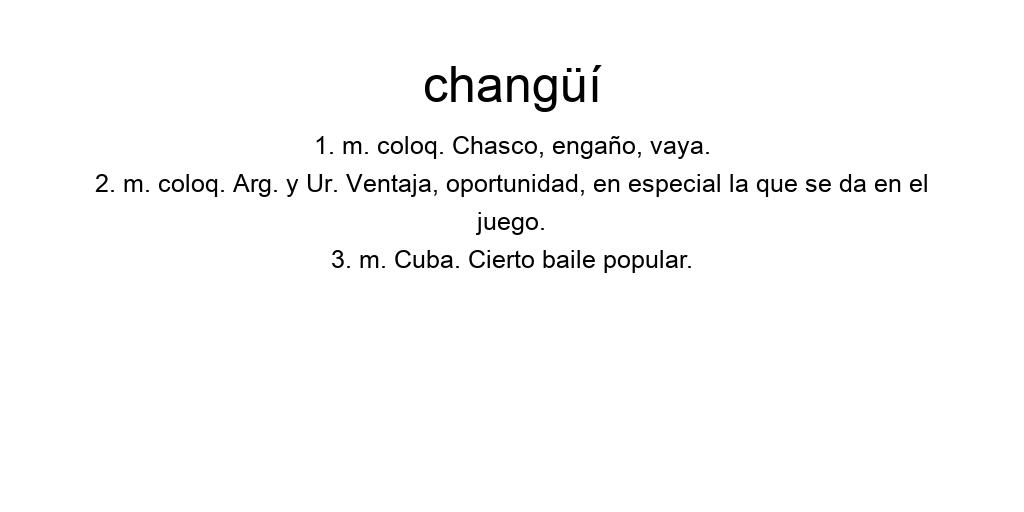 changüí
1. m. coloq. Chasco, engaño, vaya.
2. m. coloq. Arg. y Ur. Ventaja, oportunidad, en especial la que se da en el
juego.
3. m. Cuba. Cierto baile popular.